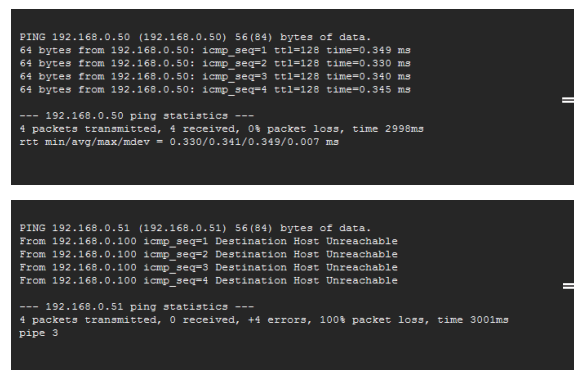 PING 192.168.0.50 (192.168.0.50) 56(84) bytes of data.
64 bytes from 192.168.0.50: icmp_seq=1 ttl=128 time=0.349 ms
64 bytes from 192.168.0.50: icmp_seq=2 ttl=128 time=0.330 ms
64 bytes from 192.168.0.50: icmp_seq=3 ttl=128 time=0.340 ms
64 bytes from 192.168.0.50: icmp_seq=4 ttl=128 time=0.345 ms
--- 192.168.0.50 ping statistics ---
4 packets transmitted, 4 received, 0% packet loss, time 2998ms
rtt min/avg/max/mdev = 0.330/0.341/0.349/0.007 ms
PING 192.168.0.51 (192.168.0.51) 56(84) bytes of data.
From 192.168.0.100 icmp_seq=1 Destination Host Unreachable
From 192.168.0.100 icmp_seq=2 Destination Host Unreachable
From 192.168.0.100 icmp_seq=3 Destination Host Unreachable
From 192.168.0.100 icmp_seq=4 Destination Host Unreachable
--- 192.168.0.51 ping statistics ---
4 packets transmitted, 0 received, +4 errors, 100% packet loss, time 3001ms
pipe 3